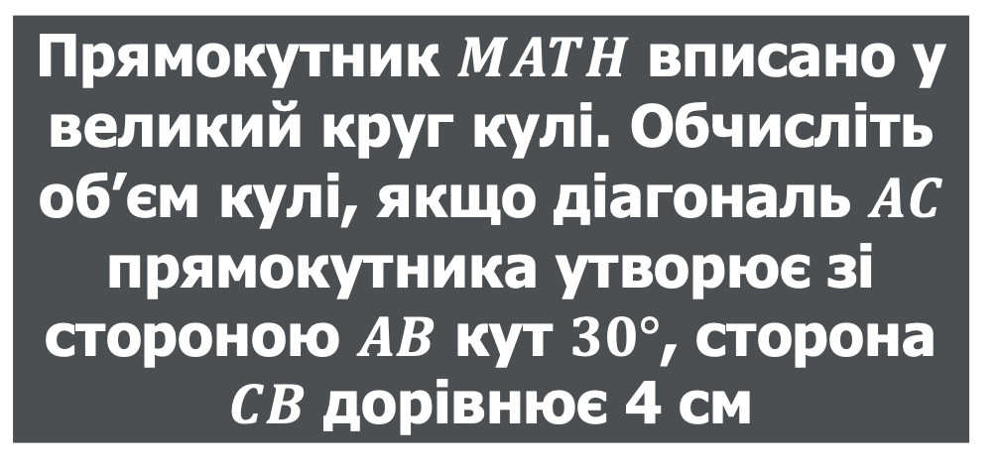 Прямокутник MATH вписано у
великий круг кулі. Обчисліть
об’єм кулі, якщо діагональ AC
прямокутника утворює зі
стороною AB кут 30°, сторона
CB дорівнює 4 см